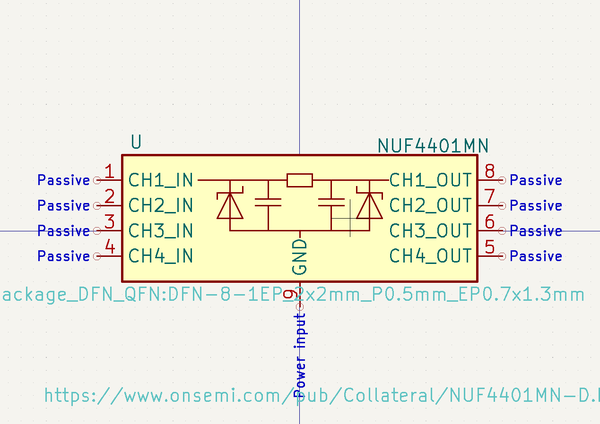 U NUF4401MN
Passive 1 CH1_IN CH1_OUT 8 Passive
Passive 2 CH2_IN CH2_OUT 7 Passive
Passive 3 CH3_IN CH3_OUT 6 Passive
Passive 4 CH4_IN CH4_OUT 5 Passive
GND
9
Power input
ackage_DFN_QFN:DFN-8-1EP_2x2mm_P0.5mm_EP0.7x1.3mm
https://www.onsemi.com/pub/Collateral/NUF4401MN-D.